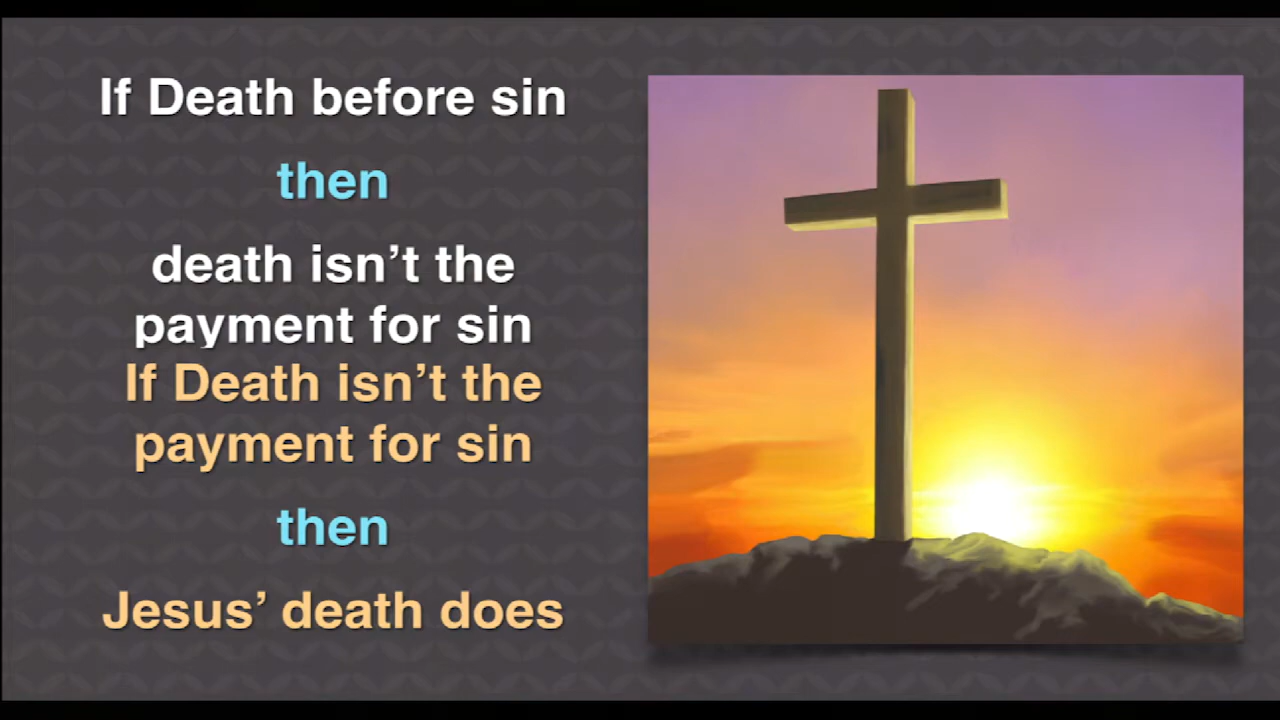 If Death before sin
then
death isn’t the
payment for sin
If Death isn’t the
payment for sin
then
Jesus’ death does